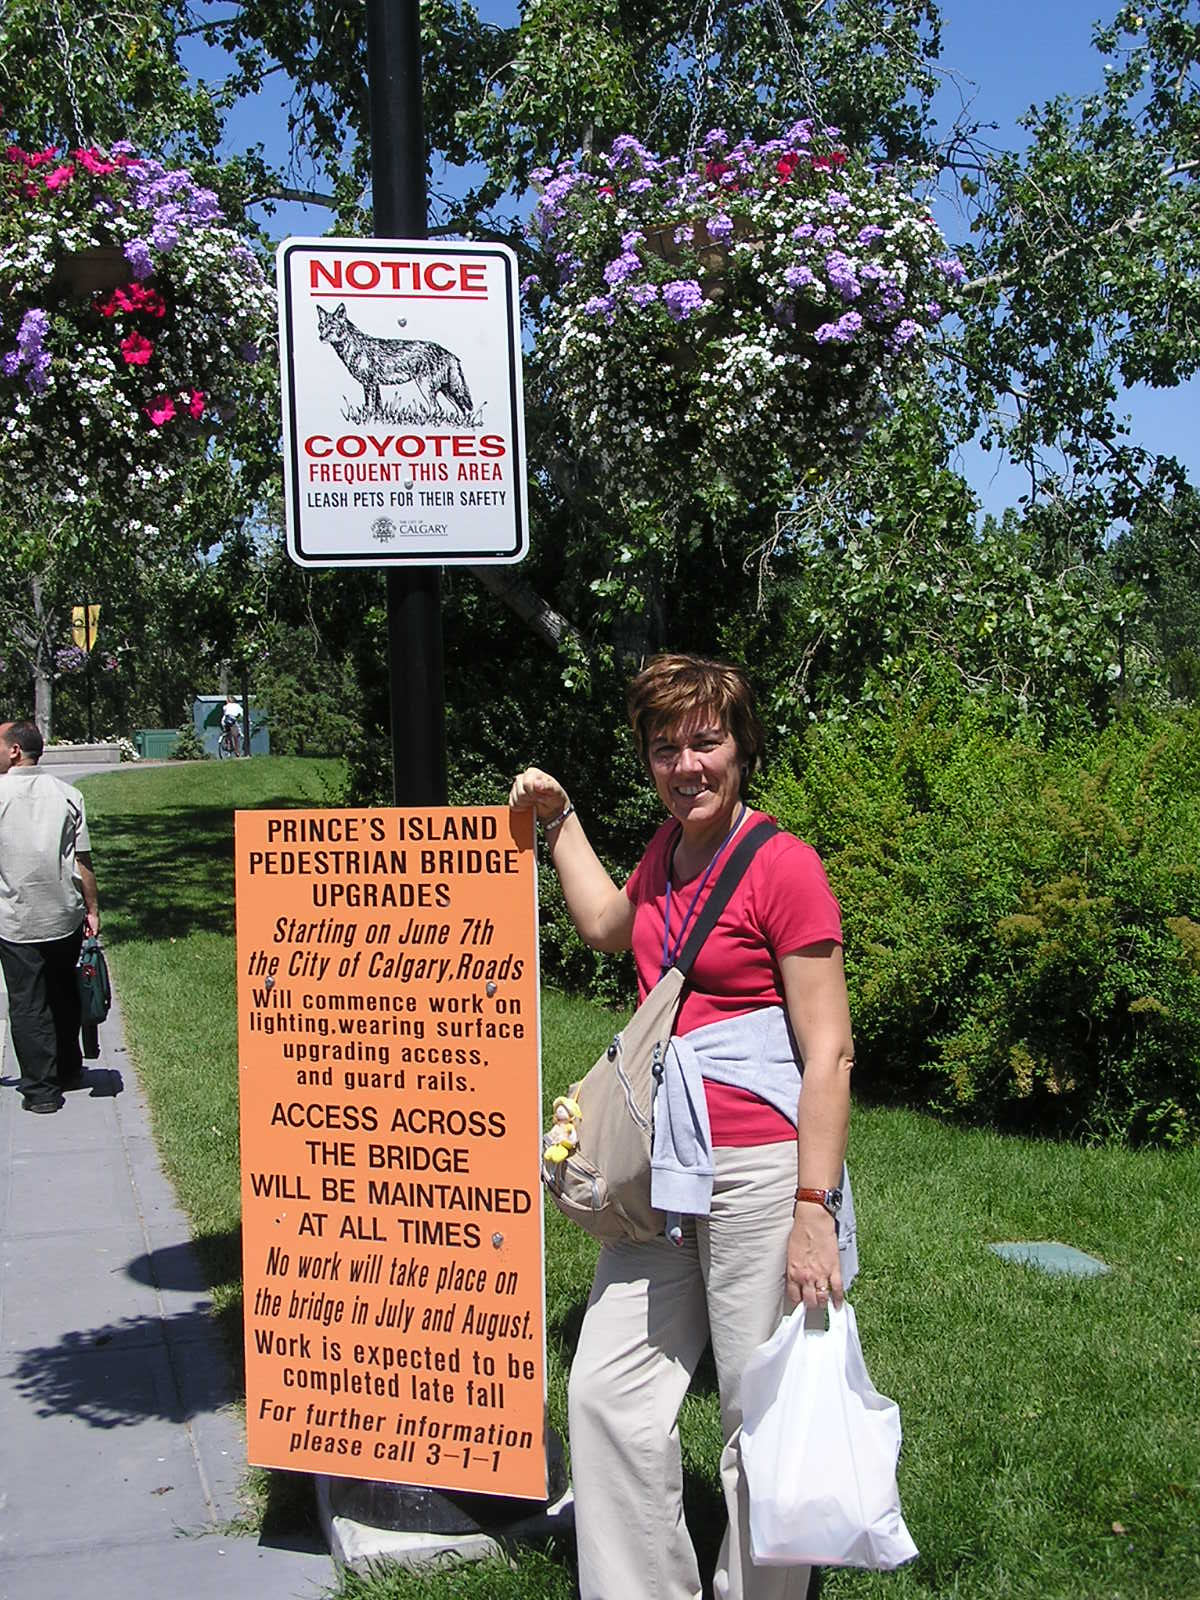 NOTICE
COYOTES
FREQUENT THIS AREA
LEASH PETS FOR THEIR SAFETY
THE CITY OF
CALGARY
PRINCE'S ISLAND
PEDESTRIAN BRIDGE
UPGRADES
Starting on June 7th
the City of Calgary,Roads
Will commence work on
lighting,wearing surface
upgrading access,
and guard rails.
ACCESS ACROSS
THE BRIDGE
WILL BE MAINTAINED
AT ALL TIMES
No work will take place on
the bridge in July and August.
Work is expected to be
completed late fall
For further information
please call 3-1-1